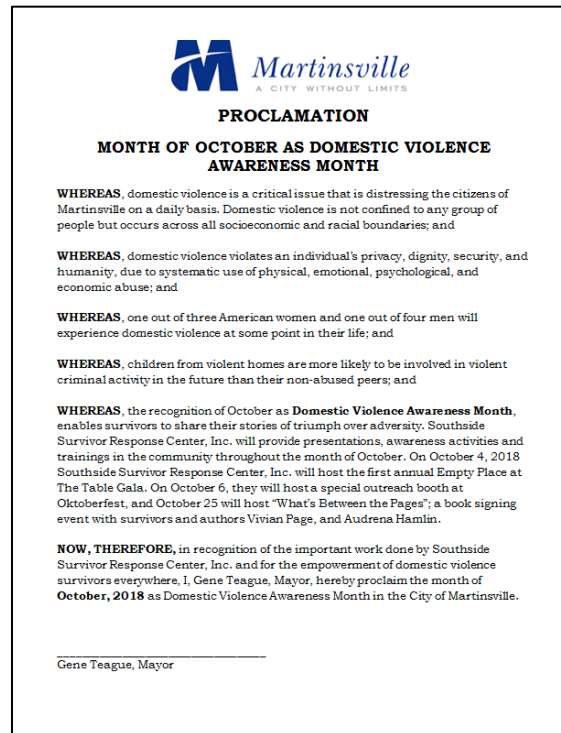 Martinsville
A CITY WITHOUT LIMITS
PROCLAMATION
MONTH OF OCTOBER AS DOMESTIC VIOLENCE
AWARENESS MONTH
WHEREAS, domestic violence is a critical issue that is distressing the citizens of
Martinsville on a daily basis. Domestic violence is not confined to any group of
people but occurs across all socioeconomic and racial boundaries; and
WHEREAS, domestic violence violates an individual's privacy, dignity, security, and
humanity, due to systematic use of physical, emotional, psychological, and
economic abuse; and
WHEREAS, one out of three American women and one out of four men will
experience domestic violence at some point in their life; and
WHEREAS, children from violent homes are more likely to be involved in violent
criminal activity in the future than their non-abused peers; and
WHEREAS, the recognition of October as Domestic Violence Awareness Month,
enables survivors to share their stories of triumph over adversity. Southside
Survivor Response Center, Inc. will provide presentations, awareness activities and
trainings in the community throughout the month of October. On October 4, 2018
Southside Survivor Response Center, Inc. will host the first annual Empty Place at
The Table Gala. On October 6, they will host a special outreach booth at
Oktoberfest, and October 25 will host "What's Between the Pages"; a book signing
event with survivors and authors Vivian Page, and Audrena Hamlin.
NOW, THEREFORE, in recognition of the important work done by Southside
Survivor Response Center, Inc. and for the empowerment of domestic violence
survivors everywhere, I, Gene Teague, Mayor, hereby proclaim the month of
October, 2018 as Domestic Violence Awareness Month in the City of Martinsville.
Gene Teague, Mayor